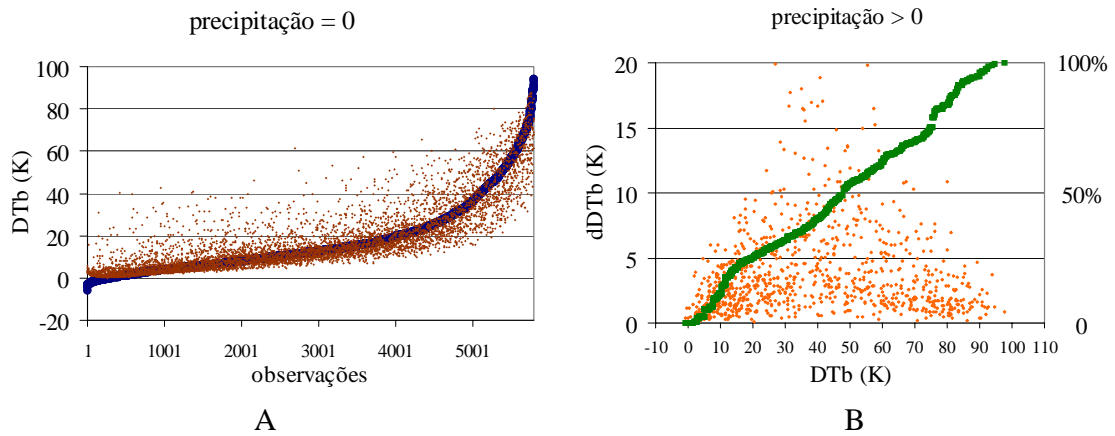 precipitação = 0
DTb (K)
100
80
60
40
20
0
-20
1 1001 2001 3001 4001 5001
observações
A
precipitação > 0
dDTb (K)
20
15
10
5
0
100%
50%
0
-10 0 10 20 30 40 50 60 70 80 90 100 110
DTb (K)
B